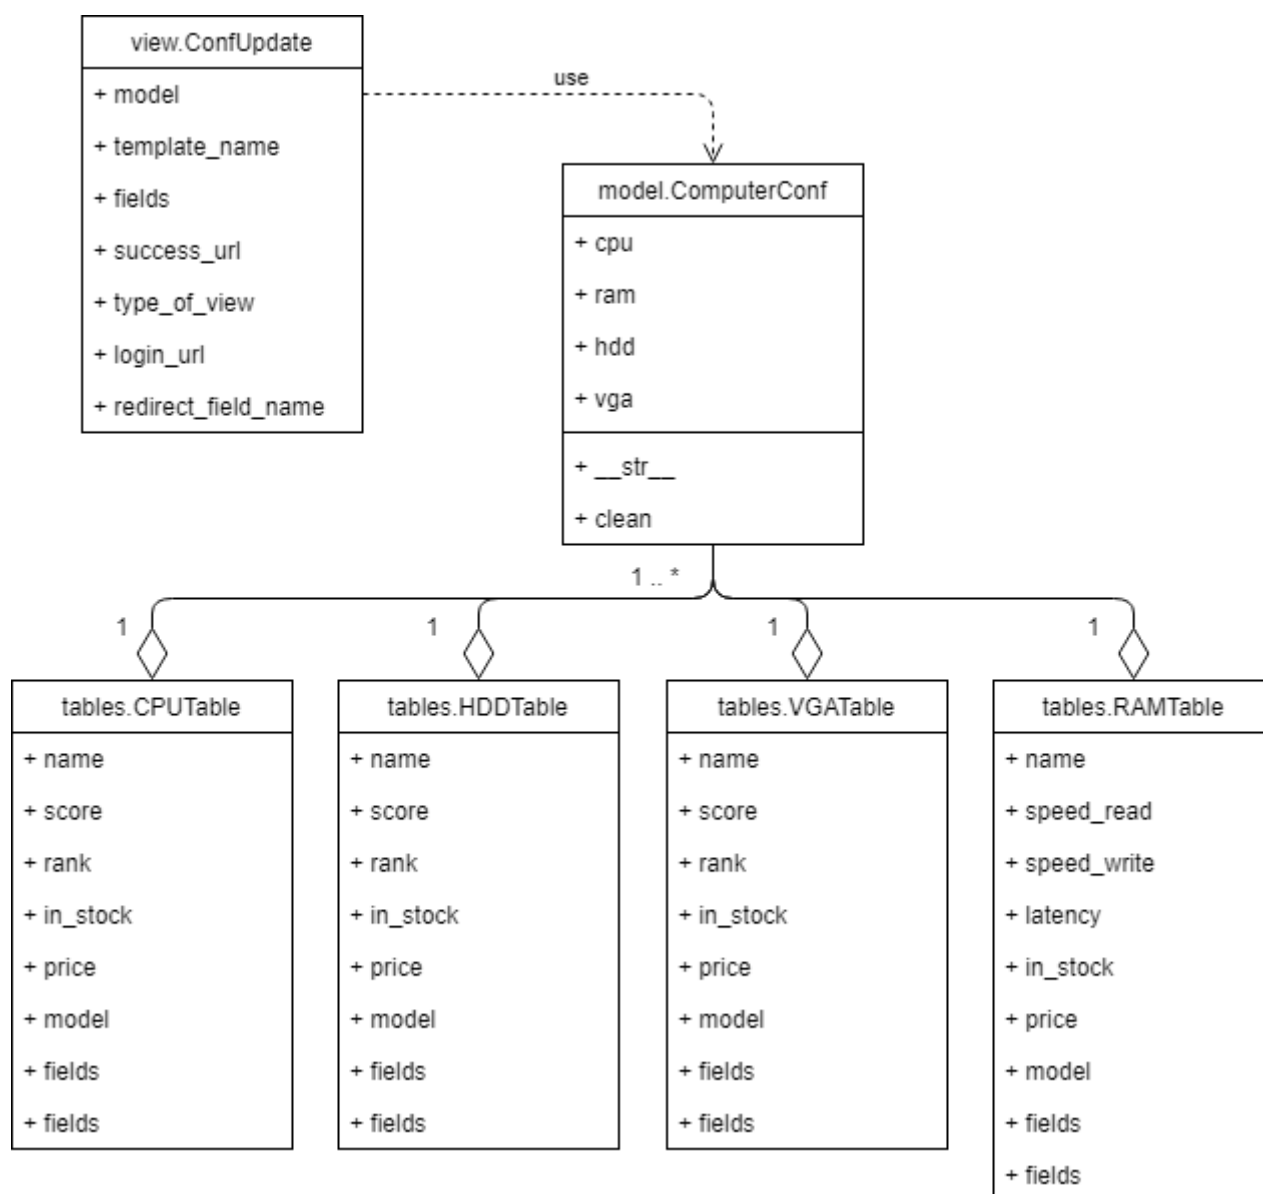 view.ConfUpdate
+ model
+ template_name
+ fields
+ success_url
+ type_of_view
+ login_url
+ redirect_field_name
use
model.ComputerConf
+ cpu
+ ram
+ hdd
+ vga
+ __str__
+ clean
1 .. *
1
1
1
1
tables.CPUTable
+ name
+ score
+ rank
+ in_stock
+ price
+ model
+ fields
+ fields
tables.HDDTable
+ name
+ score
+ rank
+ in_stock
+ price
+ model
+ fields
+ fields
tables.VGATable
+ name
+ score
+ rank
+ in_stock
+ price
+ model
+ fields
+ fields
tables.RAMTable
+ name
+ speed_read
+ speed_write
+ latency
+ in_stock
+ price
+ model
+ fields
+ fields